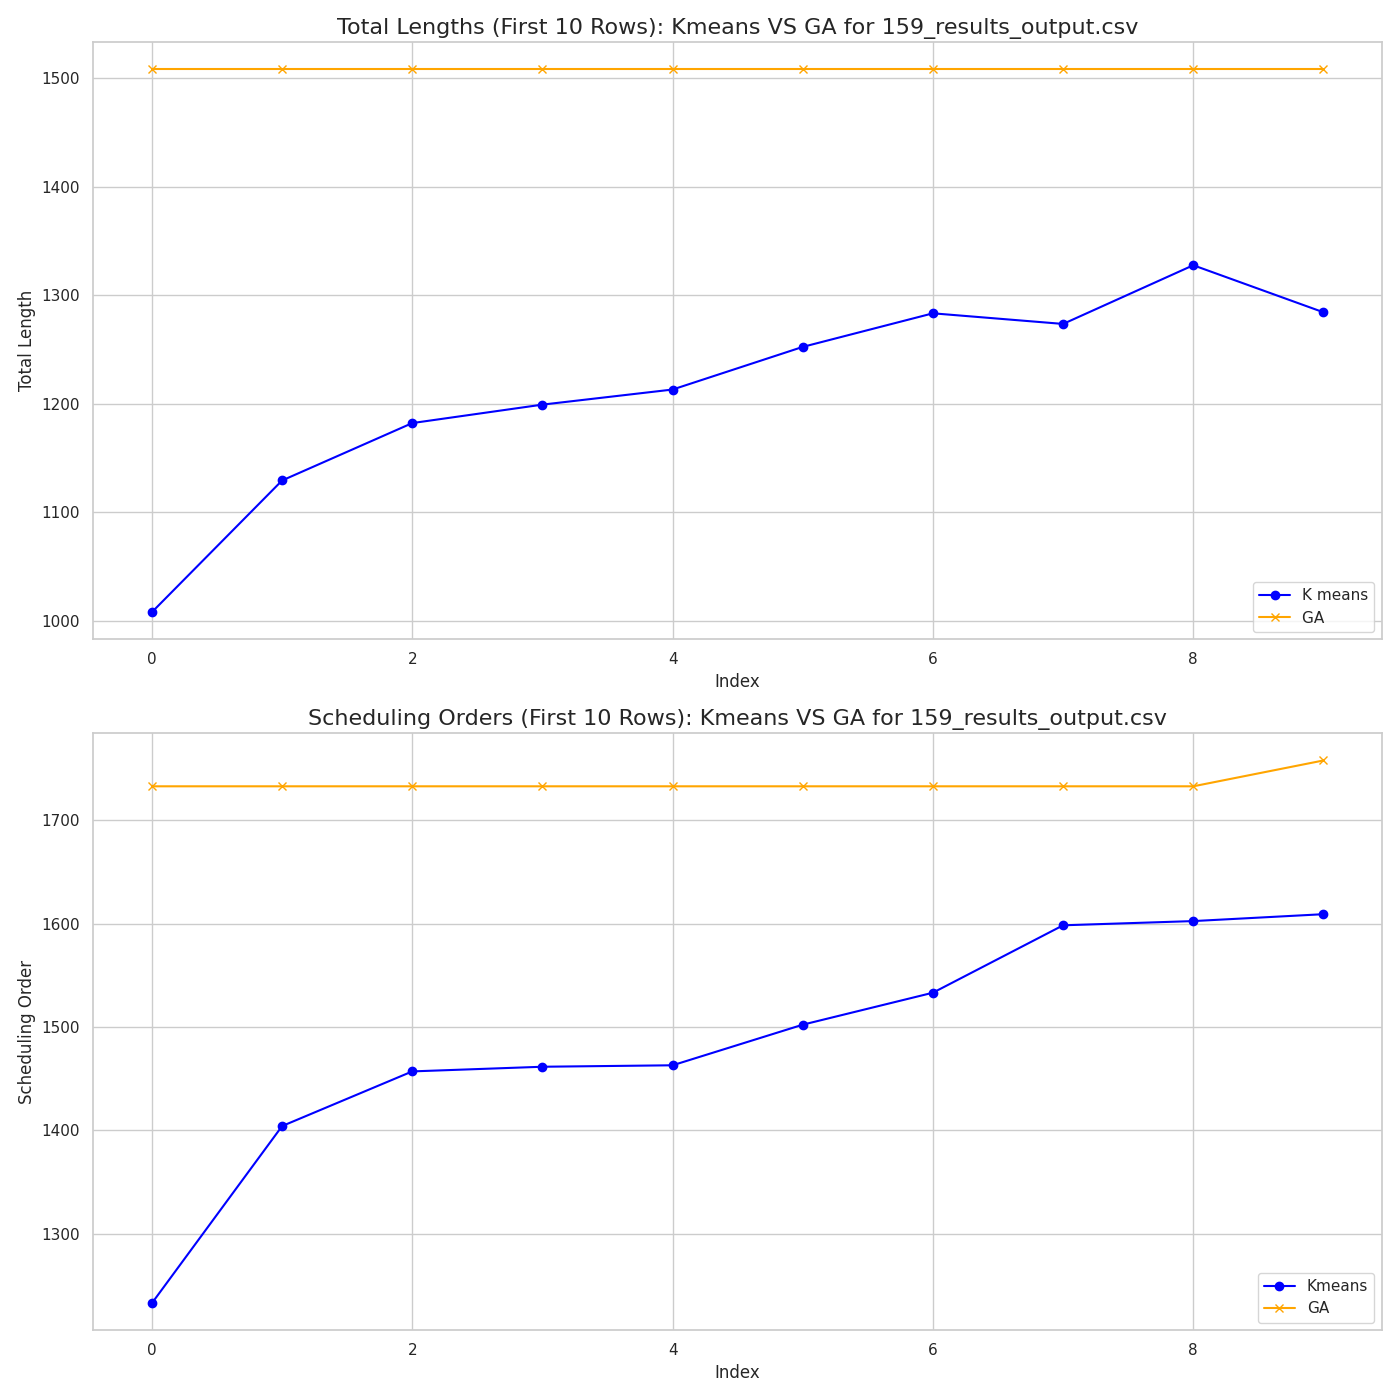 Total Lengths (First 10 Rows): Kmeans VS GA for 159_results_output.csv
Total Length
1500
1400
1300
1200
1100
1000
K means
GA
0 2 4 6 8
Index
Scheduling Orders (First 10 Rows): Kmeans VS GA for 159_results_output.csv
Scheduling Order
1700
1600
1500
1400
1300
Kmeans
GA
0 2 4 6 8
Index